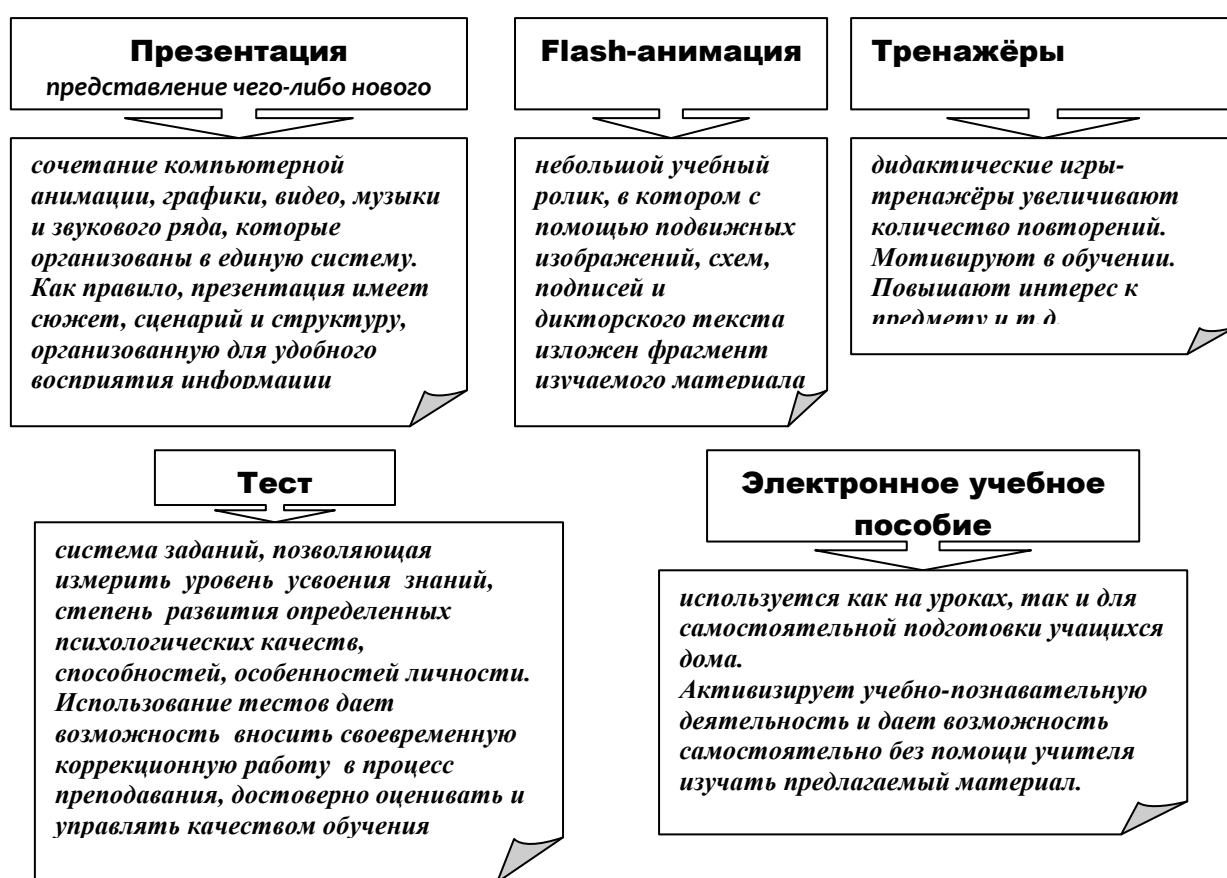 Презентация
представление чего-либо нового
сочетание компьютерной
анимации, графики, видео, музыки
и звукового ряда, которые
организованы в единую систему.
Как правило, презентация имеет
сюжет, сценарий и структуру,
организованную для удобного
восприятия информации
Flash-анимация
небольшой учебный
ролик, в котором с
помощью подвижных
изображений, схем,
подписей и
дикторского текста
изложен фрагмент
изучаемого материала
Тренажёры
дидактические игры-
тренажёры увеличивают
количество повторений.
Мотивируют в обучении.
Повышают интерес к
предмету и т.д.
Тест
система заданий, позволяющая
измерить уровень усвоения знаний,
степень развития определенных
психологических качеств,
способностей, особенностей личности.
Использование тестов дает
возможность вносить своевременную
коррекционную работу в процесс
преподавания, достоверно оценивать и
управлять качеством обучения
Электронное учебное
пособие
используется как на уроках, так и для
самостоятельной подготовки учащихся
дома.
Активизирует учебно-познавательную
деятельность и дает возможность
самостоятельно без помощи учителя
изучать предлагаемый материал.